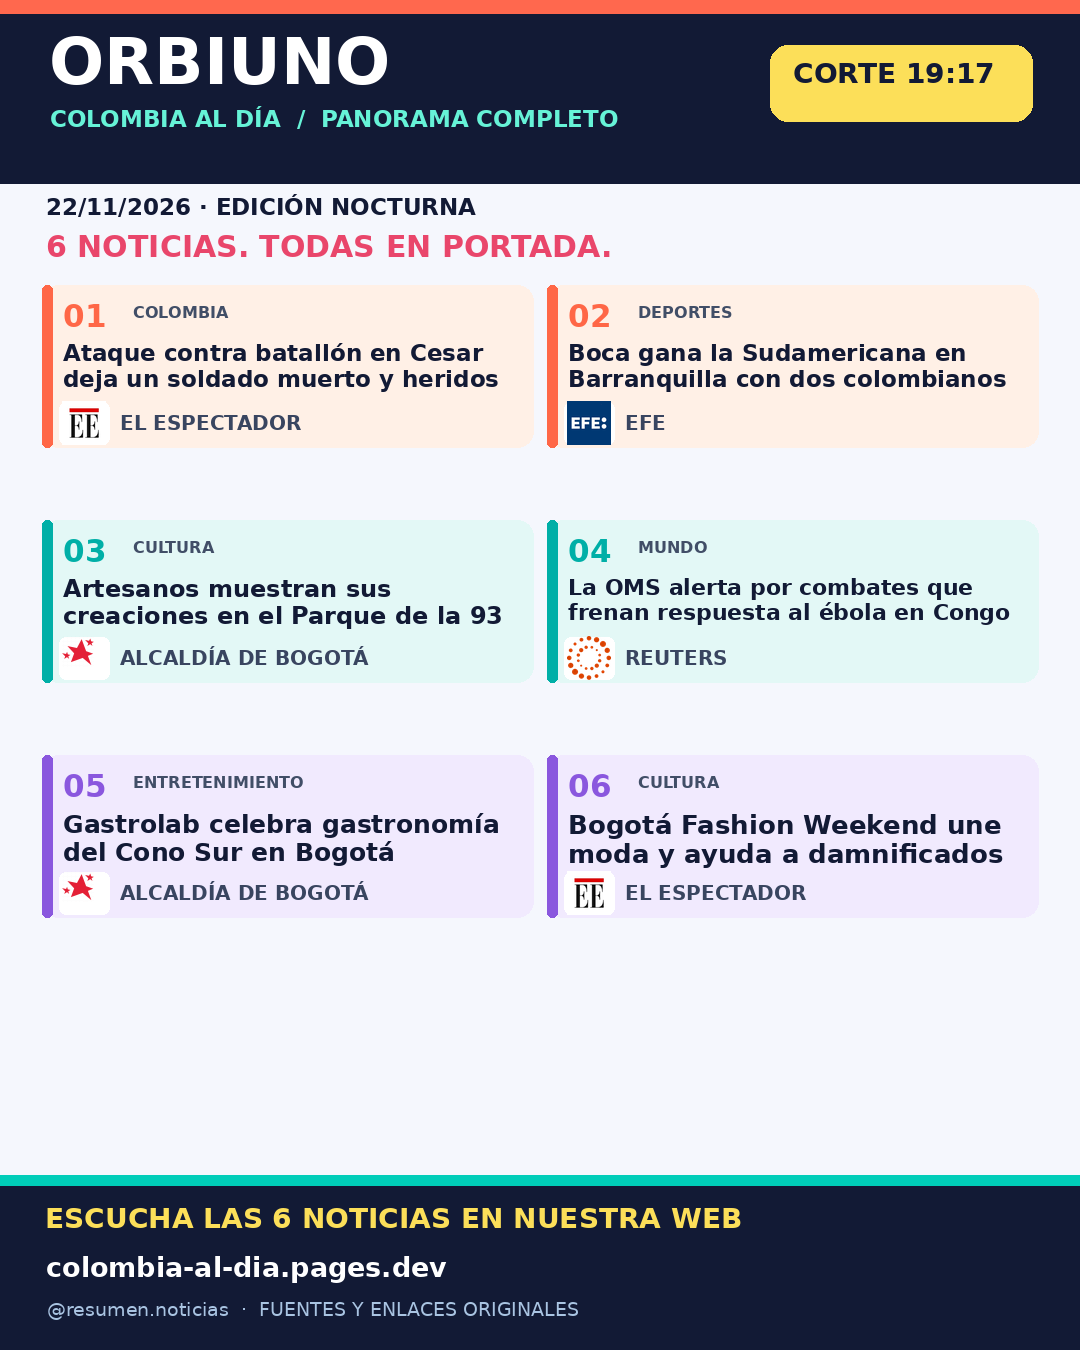 ORBIUNO
COLOMBIA AL DÍA / PANORAMA COMPLETO
CORTE 19:17
22/11/2026 · EDICIÓN NOCTURNA
6 NOTICIAS. TODAS EN PORTADA.
01 COLOMBIA
Ataque contra batallón en Cesar
deja un soldado muerto y heridos
EE EL ESPECTADOR
02 DEPORTES
Boca gana la Sudamericana en
Barranquilla con dos colombianos
EFE: EFE
03 CULTURA
Artesanos muestran sus
creaciones en el Parque de la 93
ALCALDÍA DE BOGOTÁ
04 MUNDO
La OMS alerta por combates que
frenan respuesta al ébola en Congo
REUTERS
05 ENTRETENIMIENTO
Gastrolab celebra gastronomía
del Cono Sur en Bogotá
ALCALDÍA DE BOGOTÁ
06 CULTURA
Bogotá Fashion Weekend une
moda y ayuda a damnificados
EE EL ESPECTADOR
ESCUCHA LAS 6 NOTICIAS EN NUESTRA WEB
colombia-al-dia.pages.dev
@resumen.noticias · FUENTES Y ENLACES ORIGINALES